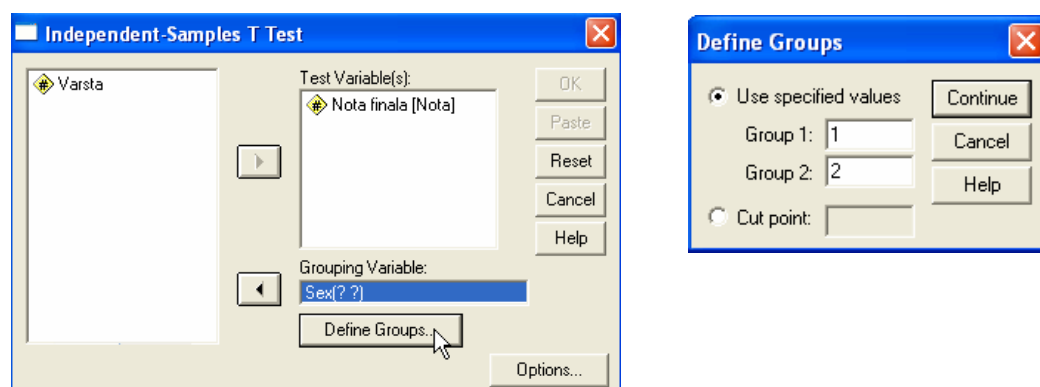 Independent-Samples T Test
Varsta
Test Variable(s):
Nota finala [Nota]
OK
Paste
Reset
Cancel
Help
Grouping Variable:
Sex(? ?)
Define Groups...
Options...
Define Groups
Use specified values
Group 1: 1
Group 2: 2
Cut point:
Continue
Cancel
Help